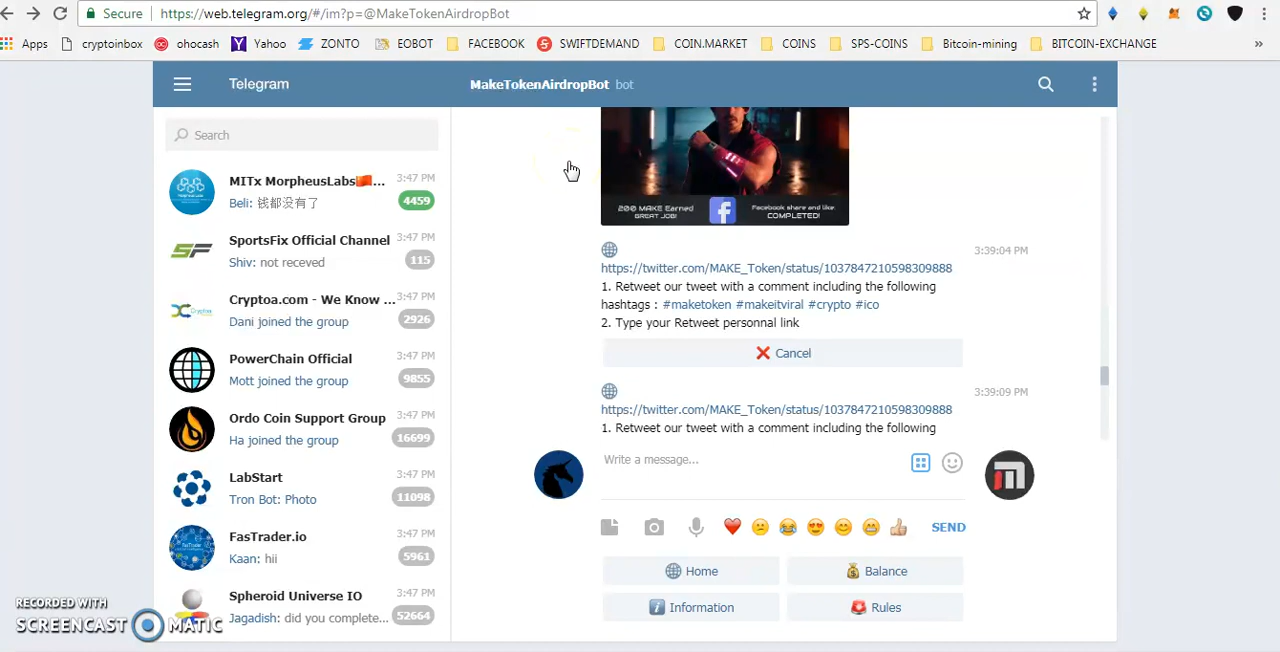 Secure
https://web.telegram.org/#/im?p=@MakeTokenAirdropBot
Apps cryptoinbox ohocash Yahoo ZONTO EOBOT FACEBOOK SWIFTDEMAND COIN.MARKET COINS SPS-COINS Bitcoin-mining BITCOIN-EXCHANGE »
Telegram
MakeTokenAirdropBot bot
Search
MITx MorpheusLabs... 3:47 PM
Beli: 钱都没有了 4459
SportsFix Official Channel 3:47 PM
Shiv: not receved 115
Cryptoa.com - We Know ... 3:47 PM
Dani joined the group 2926
PowerChain Official 3:47 PM
Mott joined the group 9855
Ordo Coin Support Group 3:47 PM
Ha joined the group 16699
LabStart 3:47 PM
Tron Bot: Photo 11098
FasTrader.io 3:47 PM
Kaan: hii 5961
Spheroid Universe IO 3:47 PM
Jagadish: did you complete... 52664
200 MAKE Earned
GREAT JOB!
Facebook share and like
COMPLETED!
3:39:04 PM
https://twitter.com/MAKE_Token/status/1037847210598309888
1. Retweet our tweet with a comment including the following
hashtags : #maketoken #makeitviral #crypto #ico
2. Type your Retweet personnal link
❌ Cancel
3:39:09 PM
https://twitter.com/MAKE_Token/status/1037847210598309888
1. Retweet our tweet with a comment including the following
Write a message...
SEND
Home
Balance
Information
Rules
RECORDED WITH
SCREENCAST MATIC